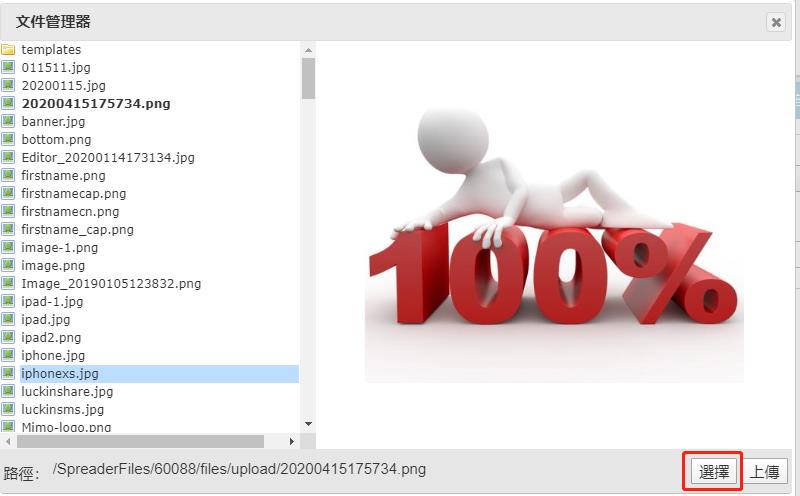 文件管理器
templates
011511.jpg
20200115.jpg
20200415175734.png
banner.jpg
bottom.png
Editor_20200114173134.jpg
firstname.png
firstnamecap.png
firstnamecn.png
firstname_cap.png
image-1.png
image.png
Image_20190105123832.png
ipad-1.jpg
ipad.jpg
ipad2.png
iphone.jpg
iphonexs.jpg
luckinshare.jpg
luckinsms.jpg
Mimo-logo.png
100%
路徑： /SpreaderFiles/60088/files/upload/20200415175734.png
選擇 上傳